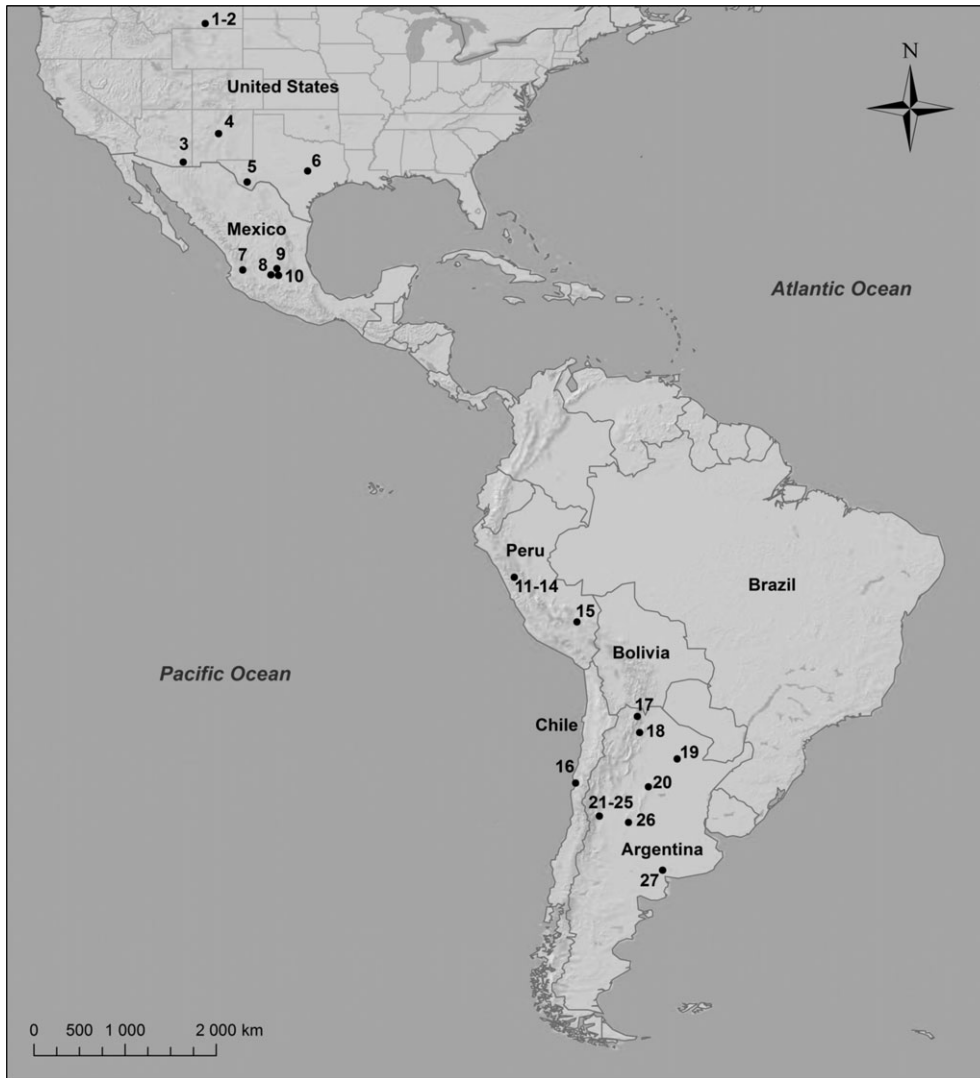 1-2
N
United States
4
3
5
6
Mexico
7
9
8
10
Atlantic Ocean
Peru
11-14
Brazil
15
Bolivia
Pacific Ocean
17
Chile
18
19
16
20
21-25
26
Argentina
27
0 500 1 000 2 000 km